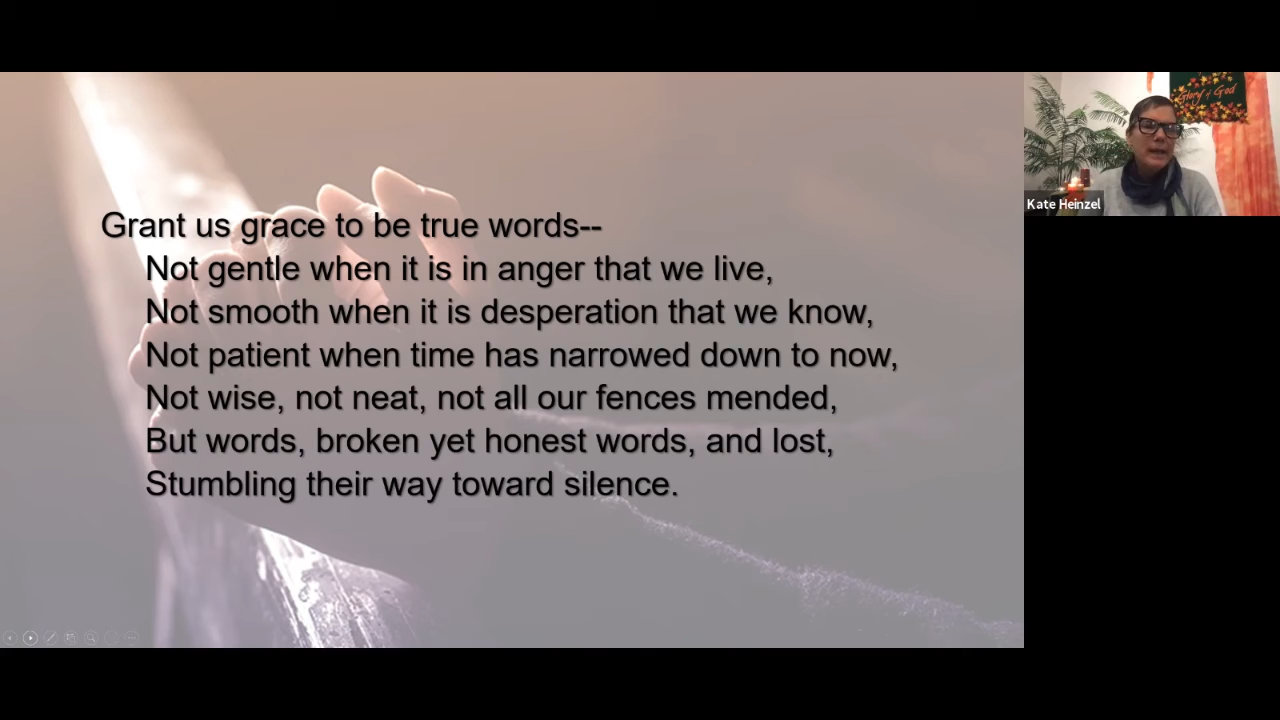 Grant us grace to be true words--
Not gentle when it is in anger that we live,
Not smooth when it is desperation that we know,
Not patient when time has narrowed down to now,
Not wise, not neat, not all our fences mended,
But words, broken yet honest words, and lost,
Stumbling their way toward silence.
Glory of God
Kate Heinzel